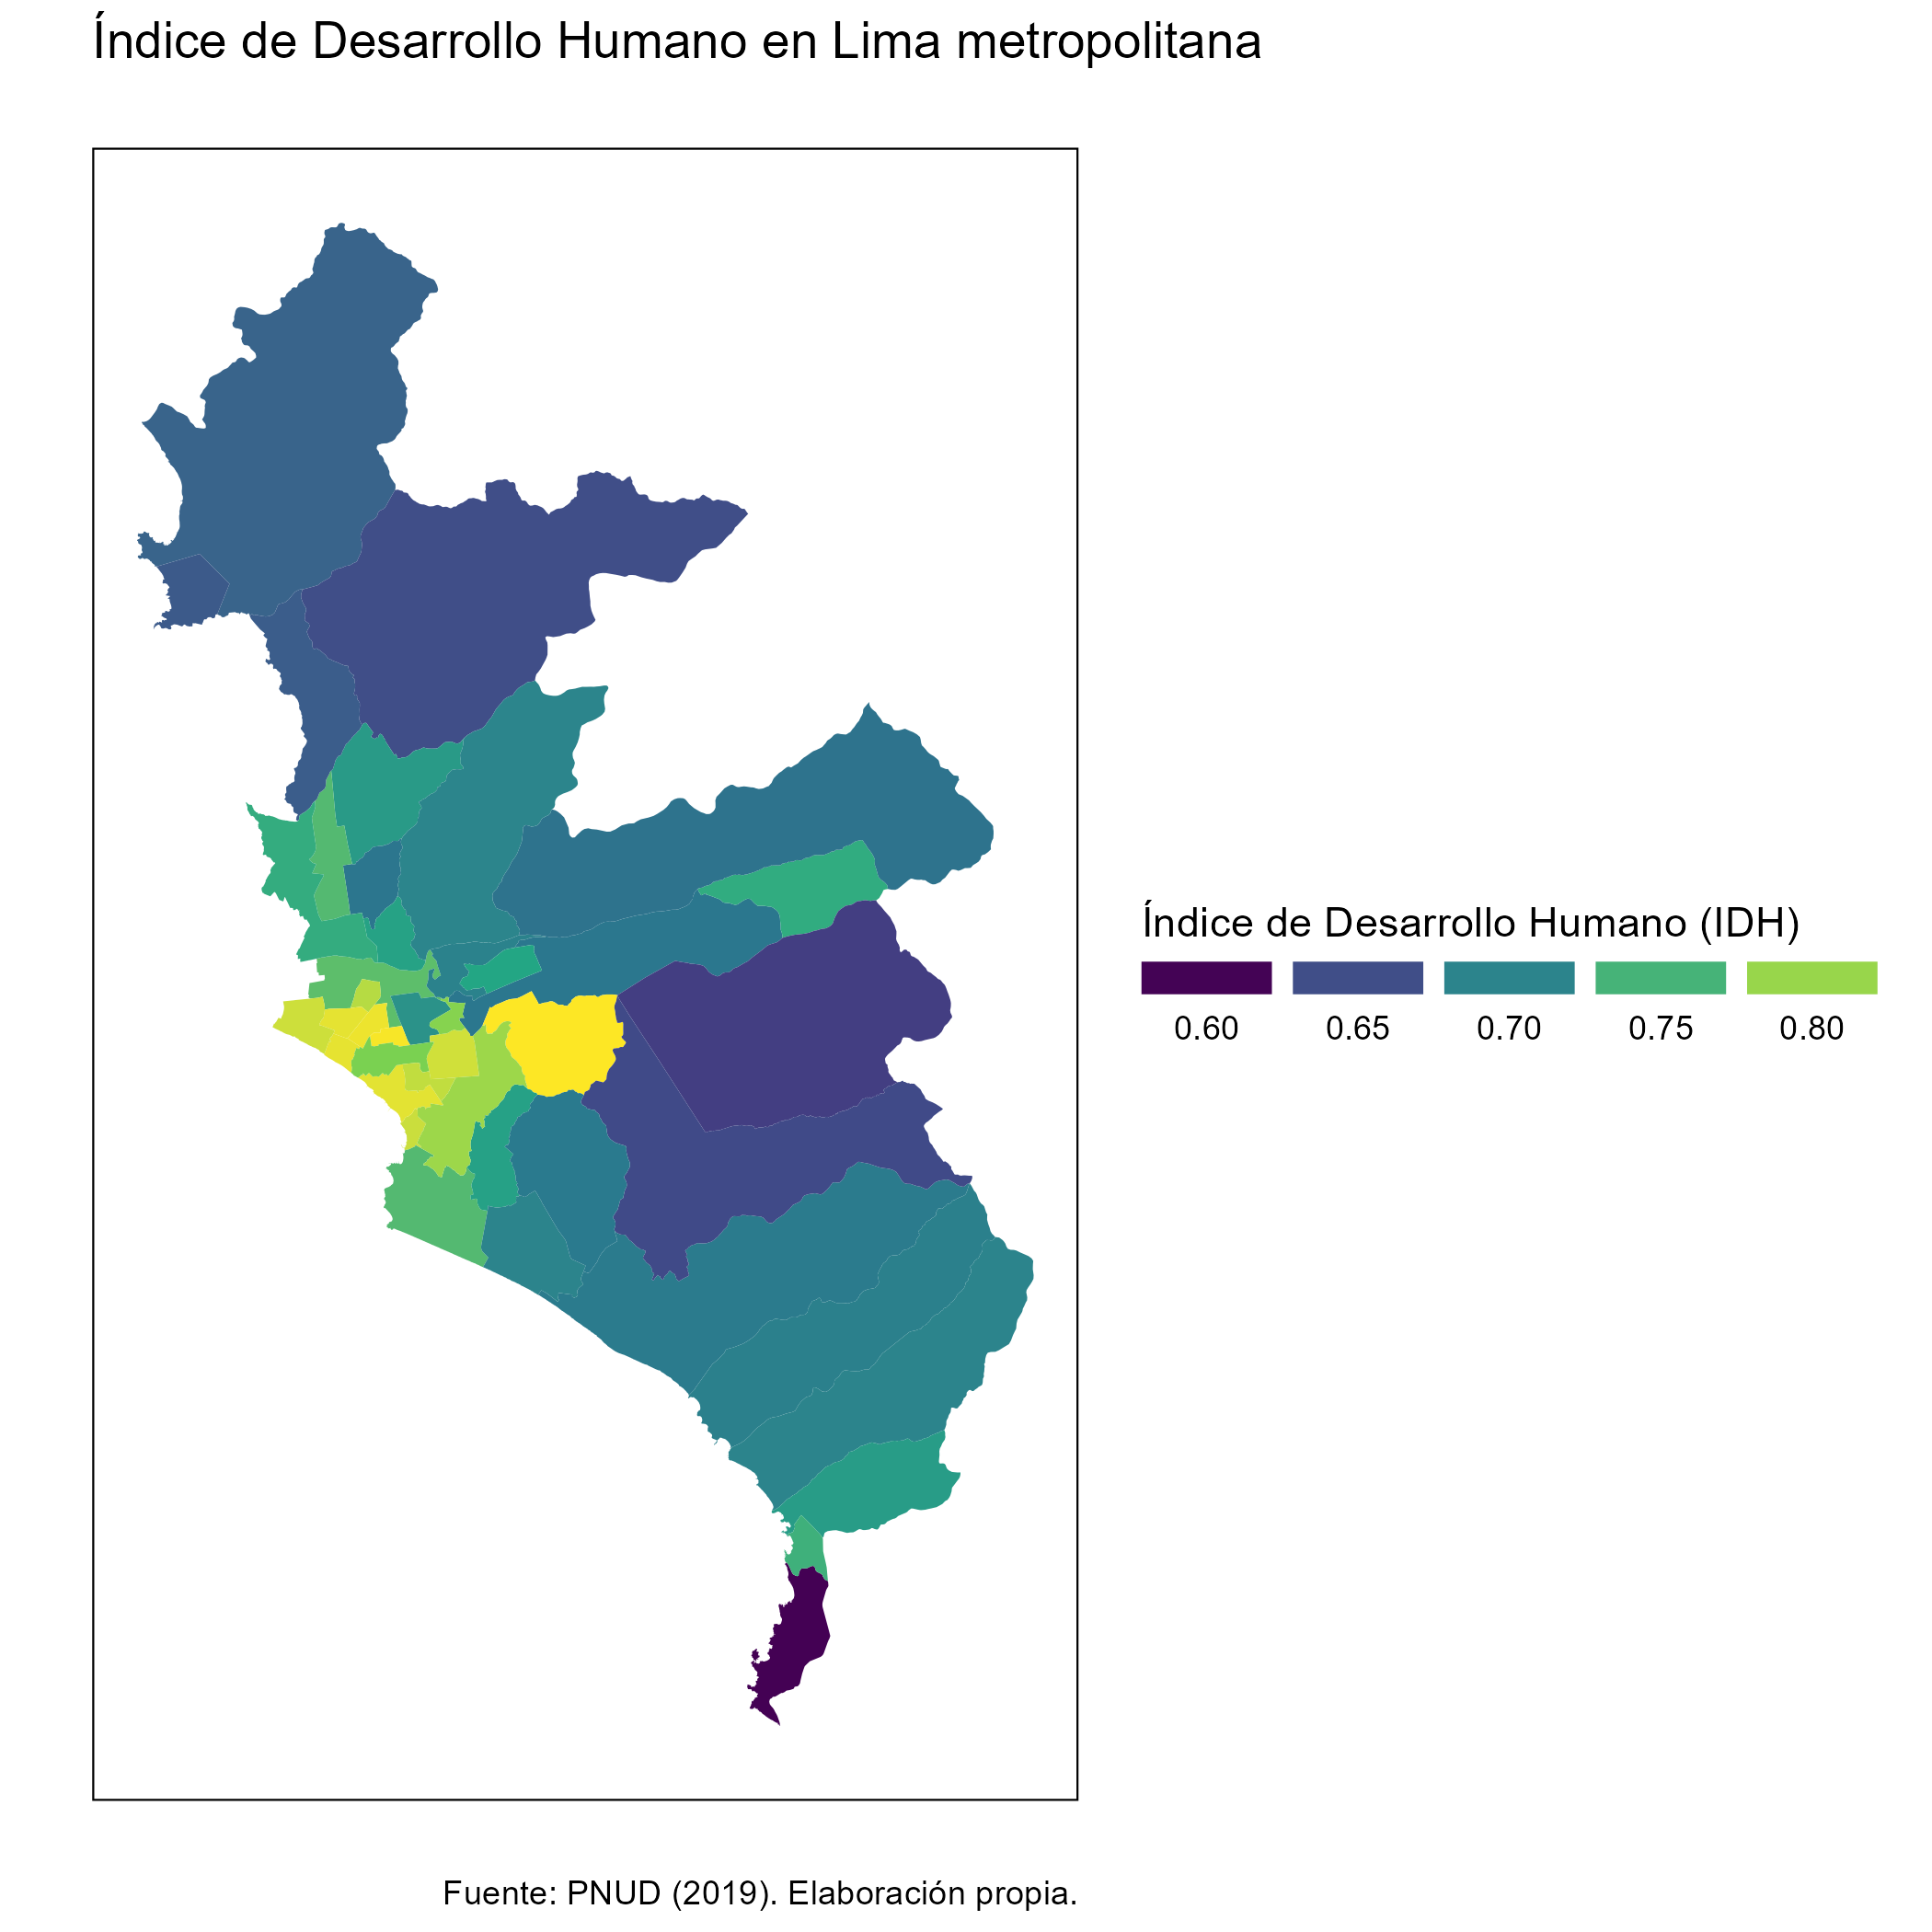 Índice de Desarrollo Humano en Lima metropolitana
Índice de Desarrollo Humano (IDH)
0.60 0.65 0.70 0.75 0.80
Fuente: PNUD (2019). Elaboración propia.